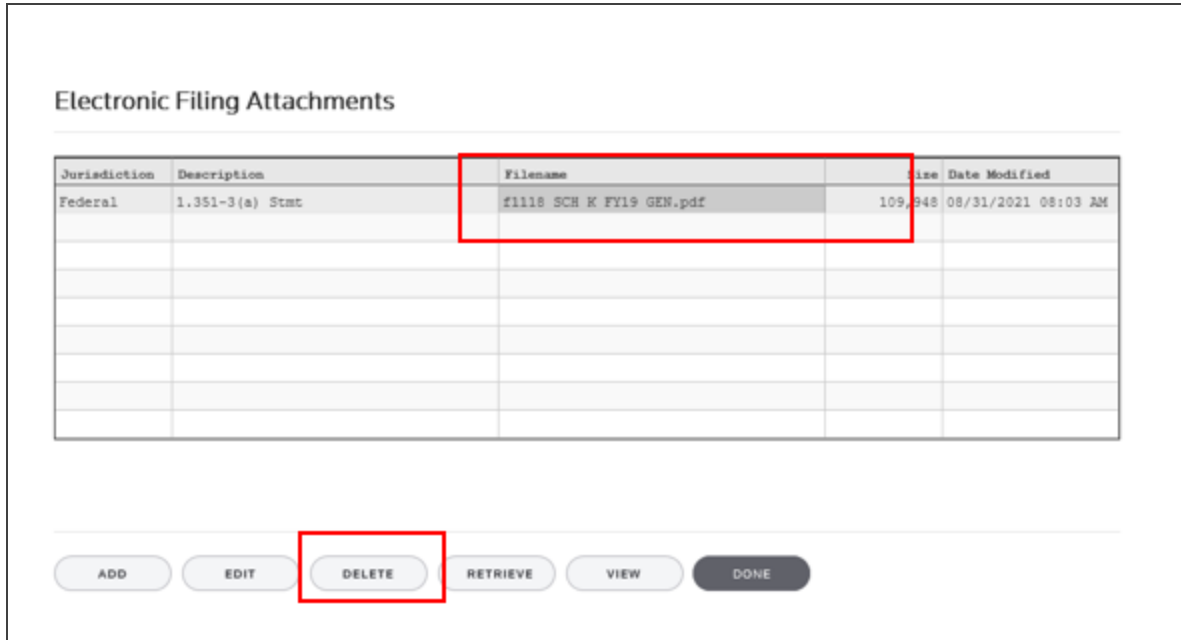 Electronic Filing Attachments
Jurisdiction Description Filename Size Date Modified
Federal 1.351-3(a) Stmt f1118 SCH K FY19 GEN.pdf 109,948 08/31/2021 08:03 AM
ADD EDIT DELETE RETRIEVE VIEW DONE